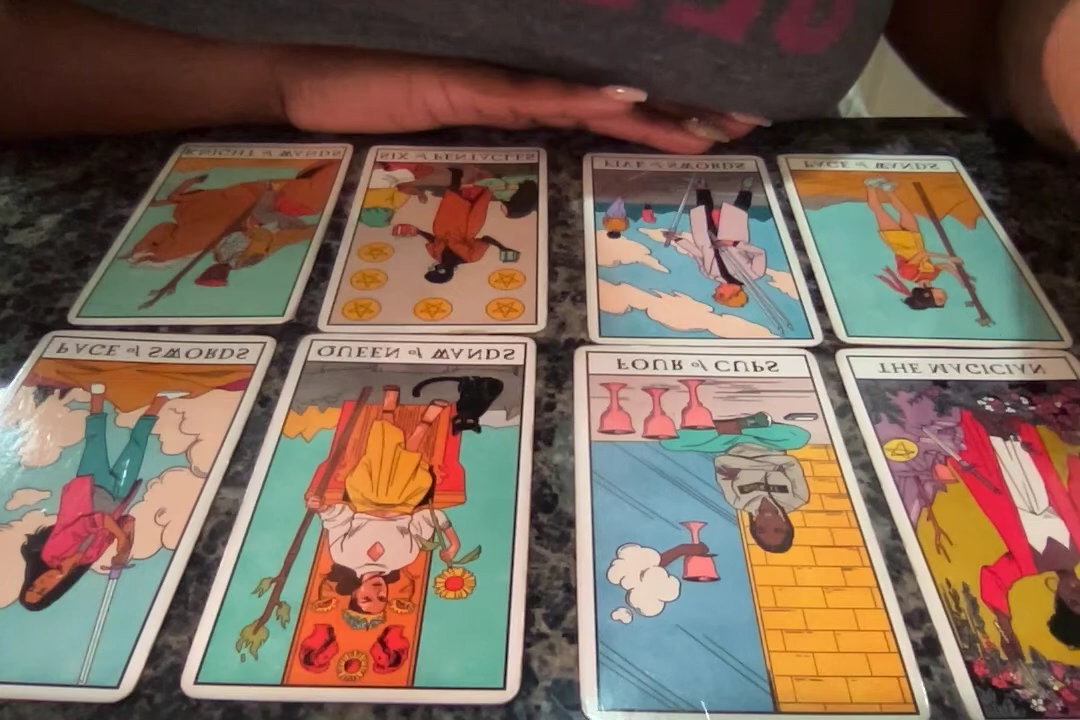 KNIGHT of WANDS
SIX of PENTACLES
FIVE of SWORDS
PAGE of WANDS
PAGE of SWORDS
QUEEN of WANDS
FOUR of CUPS
THE MAGICIAN